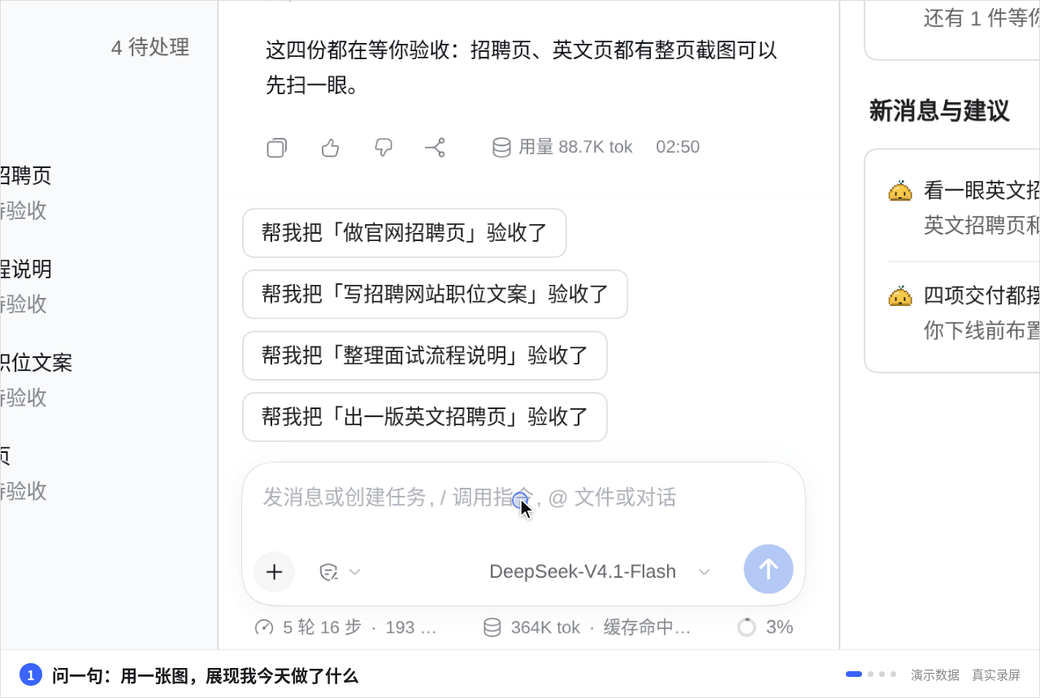 4 待处理
招聘页
待验收
程说明
待验收
职位文案
待验收
页
待验收
这四份都在等你验收：招聘页、英文页都有整页截图可以
先扫一眼。
用量 88.7K tok 02:50
帮我把「做官网招聘页」验收了
帮我把「写招聘网站职位文案」验收了
帮我把「整理面试流程说明」验收了
帮我把「出一版英文招聘页」验收了
发消息或创建任务, / 调用指令, @ 文件或对话
DeepSeek-V4.1-Flash
5 轮 16 步 · 193 …
364K tok · 缓存命中…
3%
还有 1 件等你
新消息与建议
看一眼英文招
英文招聘页和
四项交付都摆
你下线前布置
1 问一句：用一张图，展现我今天做了什么
演示数据 真实录屏